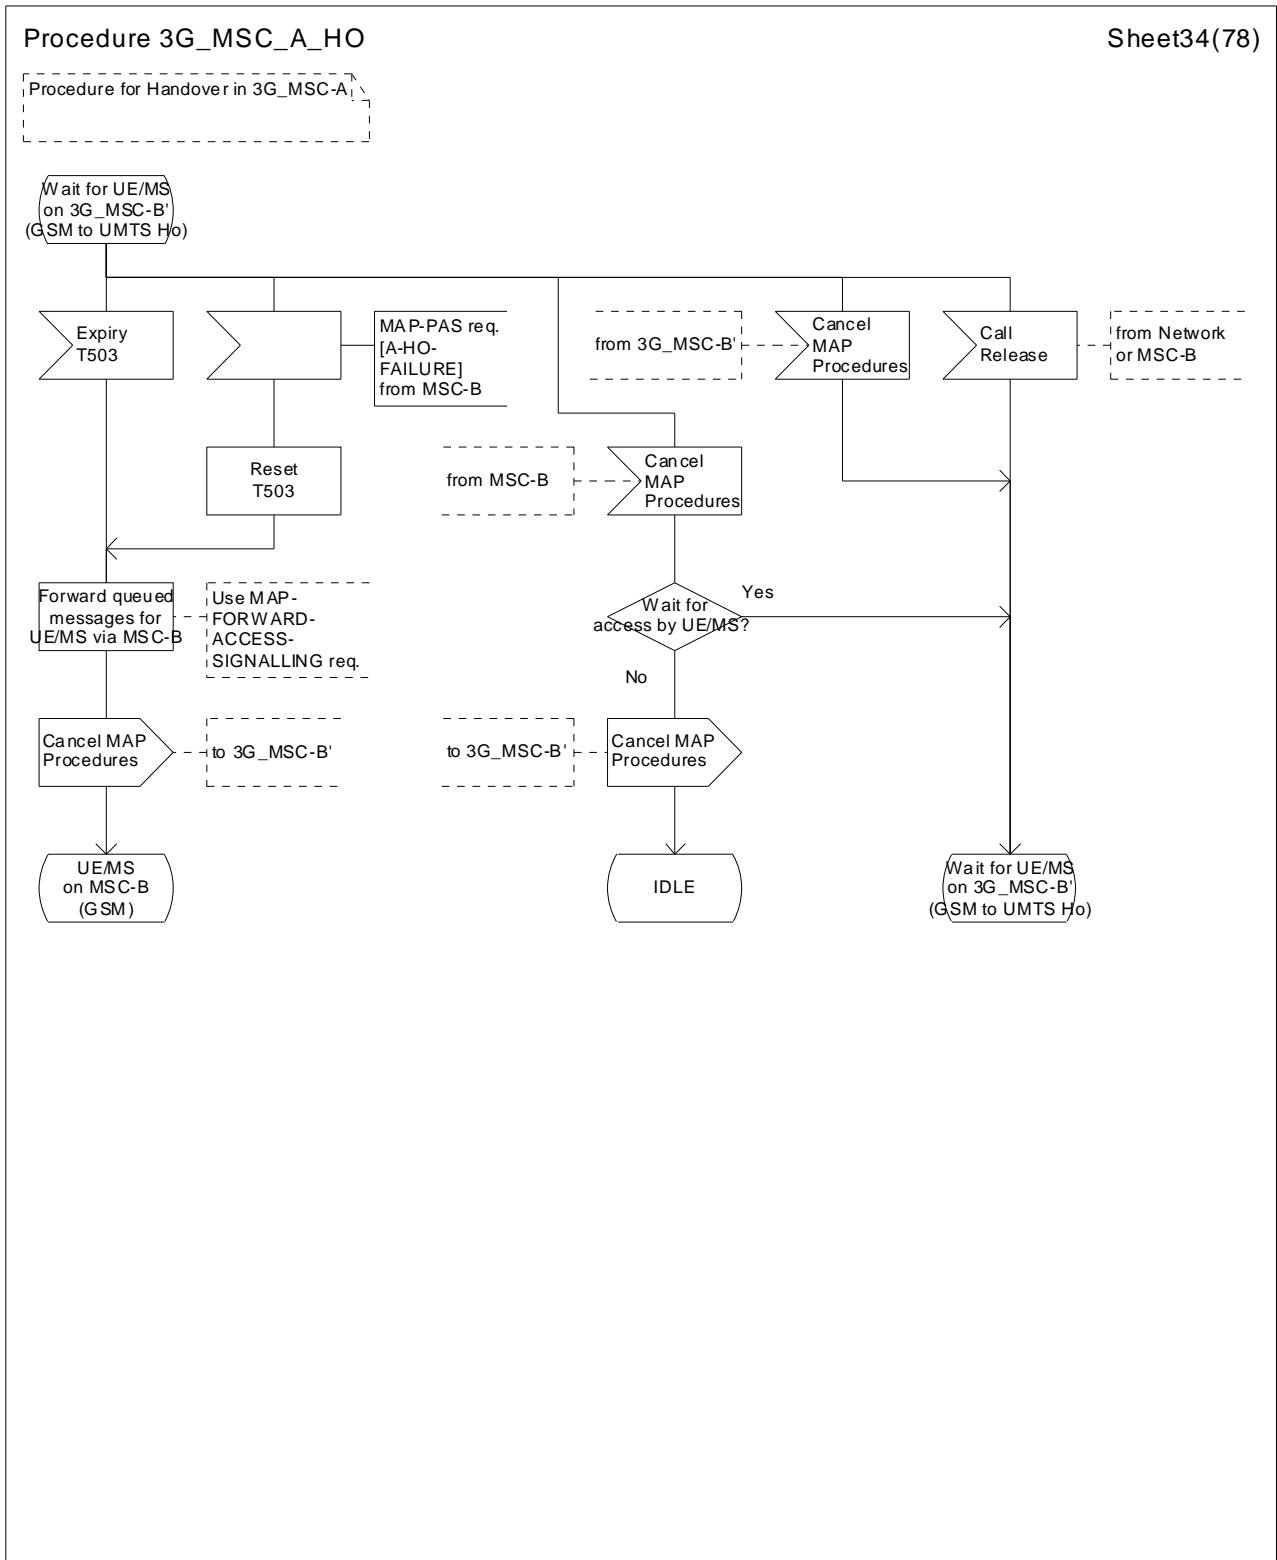 Procedure 3G_MSC_A_HO
Sheet34(78)
Procedure for Handover in 3G_MSC-A
Wait for UE/MS
on 3G_MSC-B'
(GSM to UMTS Ho)
Expiry
T503
MAP-PAS req.
[A-HO-
FAILURE]
from MSC-B
from 3G_MSC-B'
Cancel
MAP
Procedures
Call
Release
from Network
or MSC-B
Reset
T503
from MSC-B
Cancel
MAP
Procedures
Forward queued
messages for
UE/MS via MSC-B
Use MAP-
FORWARD-
ACCESS-
SIGNALLING req.
Wait for
access by UE/MS?
Yes
No
Cancel MAP
Procedures
to 3G_MSC-B'
to 3G_MSC-B'
Cancel MAP
Procedures
UE/MS
on MSC-B
(GSM)
IDLE
Wait for UE/MS
on 3G_MSC-B'
(GSM to UMTS Ho)